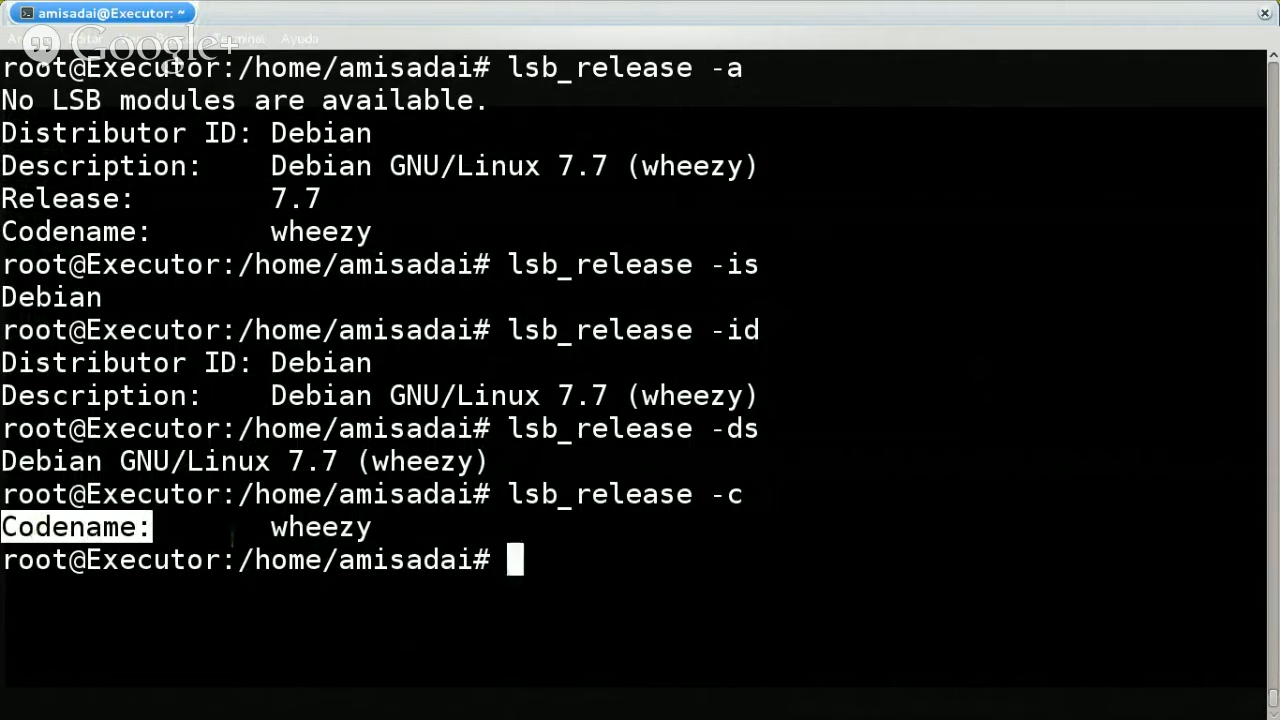 amisadai@Executor: ~
Google+
Terminal Ayuda
root@Executor:/home/amisadai# lsb_release -a
No LSB modules are available.
Distributor ID: Debian
Description:    Debian GNU/Linux 7.7 (wheezy)
Release:        7.7
Codename:       wheezy
root@Executor:/home/amisadai# lsb_release -is
Debian
root@Executor:/home/amisadai# lsb_release -id
Distributor ID: Debian
Description:    Debian GNU/Linux 7.7 (wheezy)
root@Executor:/home/amisadai# lsb_release -ds
Debian GNU/Linux 7.7 (wheezy)
root@Executor:/home/amisadai# lsb_release -c
Codename:       wheezy
root@Executor:/home/amisadai#